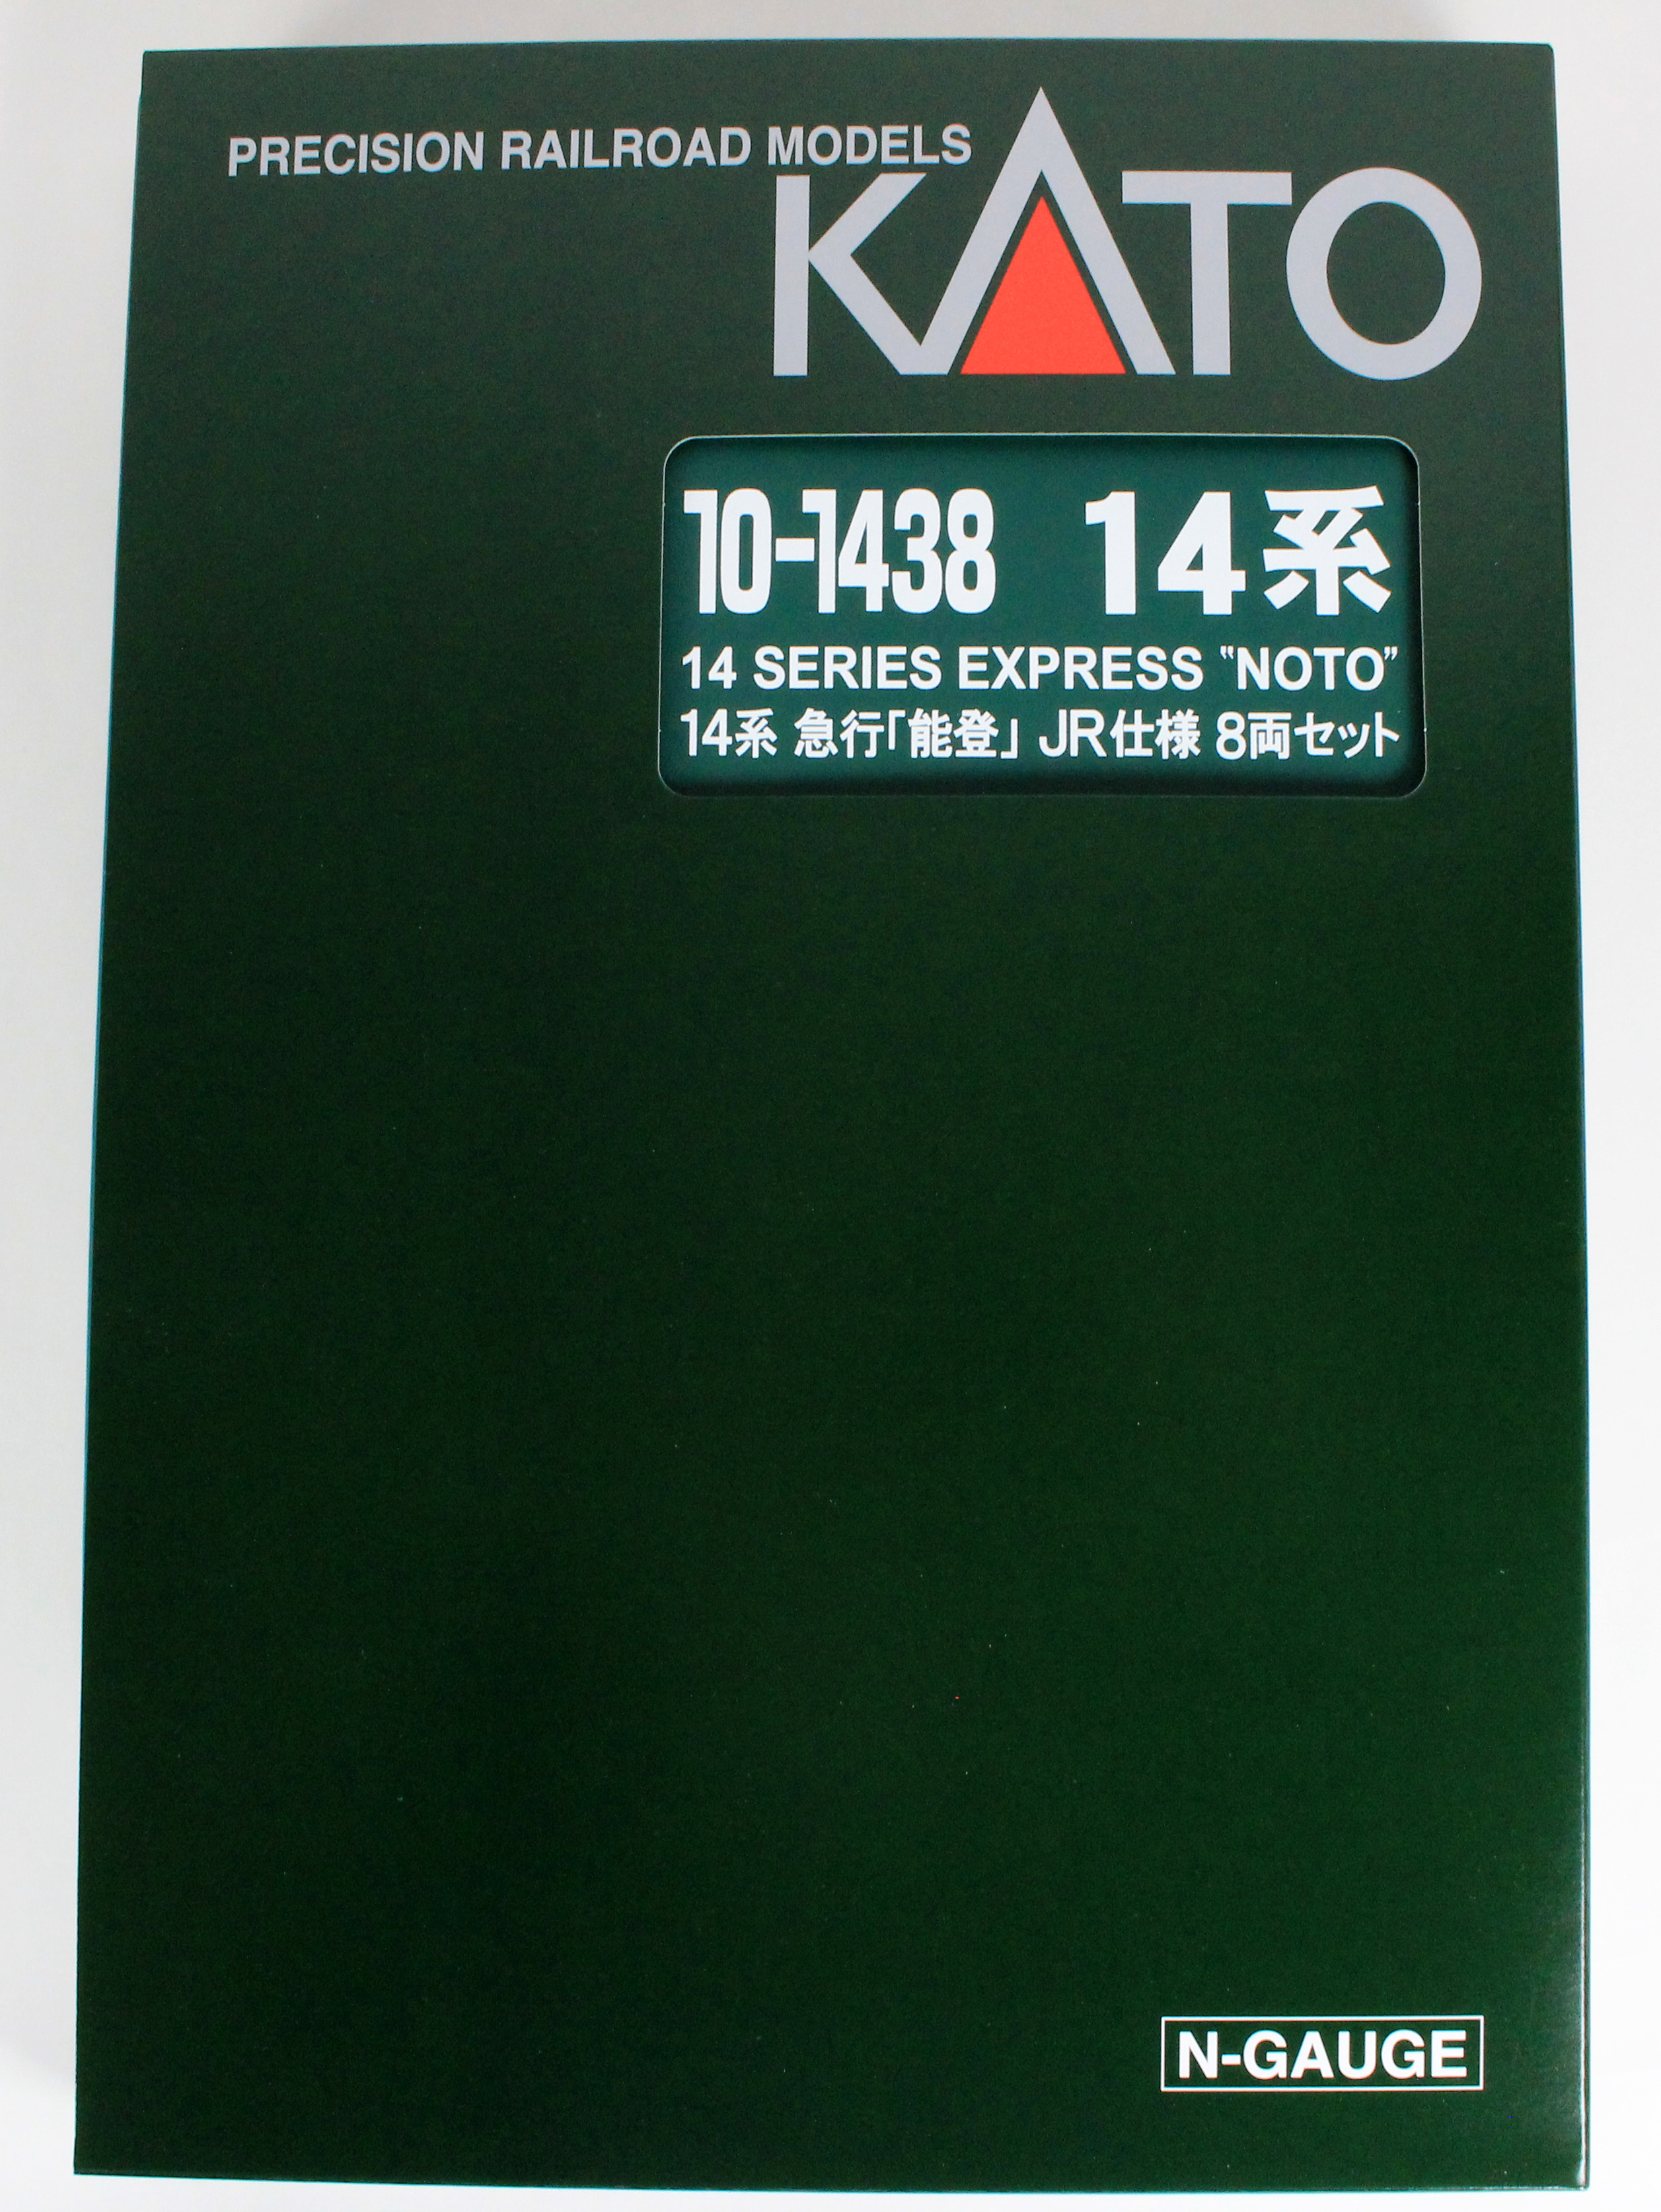 PRECISION RAILROAD MODELS
KATO
10-1438 14系
14 SERIES EXPRESS “NOTO”
14系 急行「能登」 JR仕様 8両セット
N-GAUGE